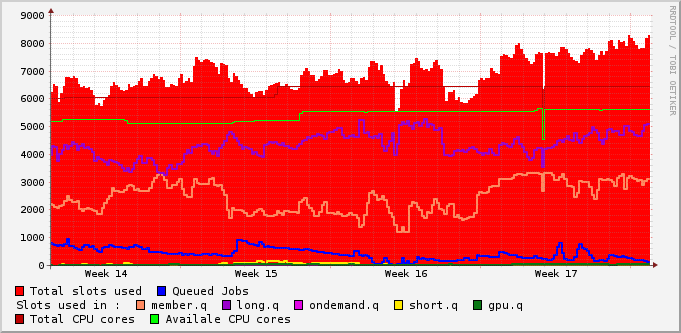 RRDTOOL / TOBI OETIKER
9000
8000
7000
6000
5000
4000
3000
2000
1000
0
Week 14 Week 15 Week 16 Week 17
Total slots used Queued Jobs
Slots used in : member.q long.q ondemand.q short.q gpu.q
Total CPU cores Availale CPU cores